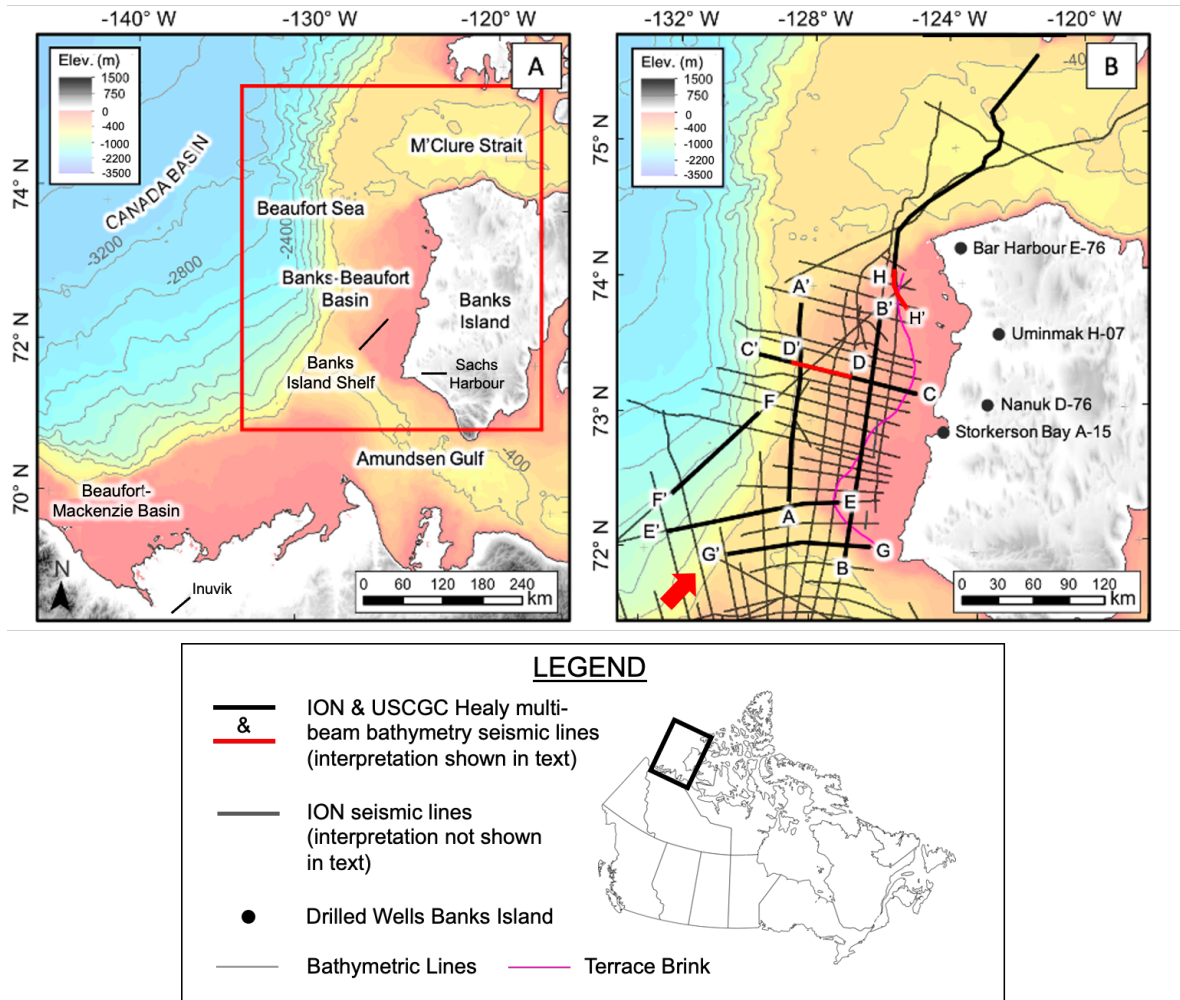 -140° W
-130° W
-120° W
-132° W
-128° W
-124° W
-120° W
Elev. (m)
1500
750
0
-400
-1000
-2200
-3500
A
M'Clure Strait
CANADA BASIN
Beaufort Sea
-3200
-2800
-2400
Banks-Beaufort
Basin
Banks
Island
Banks
Island Shelf
Sachs
Harbour
Amundsen Gulf
-400
Beaufort-
Mackenzie Basin
N
Inuvik
0 60 120 180 240
km
74° N
72° N
70° N
Elev. (m)
1500
750
0
-400
-1000
-2200
-3500
-40
B
75° N
74° N
73° N
72° N
Bar Harbour E-76
H
A'
B'
H'
Uminmak H-07
C'
D'
D
C
F
Nanuk D-76
Storkerson Bay A-15
F'
E
E'
A
G'
G
B
0 30 60 90 120
km
LEGEND
&
ION & USCGC Healy multi-
beam bathymetry seismic lines
(interpretation shown in text)
ION seismic lines
(interpretation not shown
in text)
Drilled Wells Banks Island
Bathymetric Lines
Terrace Brink